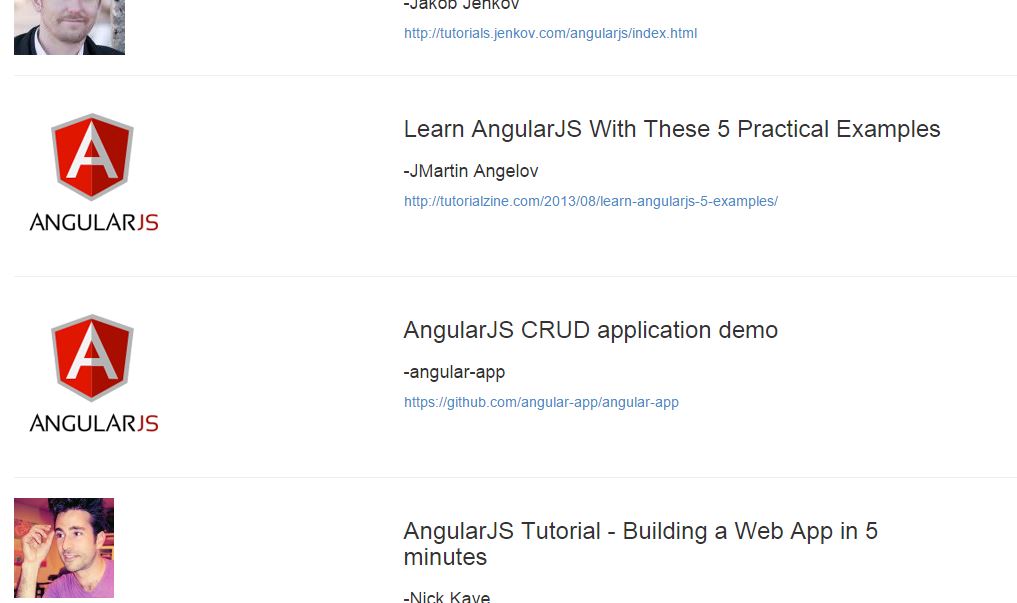 -Jakob Jenkov
http://tutorials.jenkov.com/angularjs/index.html
ANGULARJS
Learn AngularJS With These 5 Practical Examples
-JMartin Angelov
http://tutorialzine.com/2013/08/learn-angularjs-5-examples/
ANGULARJS
AngularJS CRUD application demo
-angular-app
https://github.com/angular-app/angular-app
AngularJS Tutorial - Building a Web App in 5
minutes
-Nick Kaye